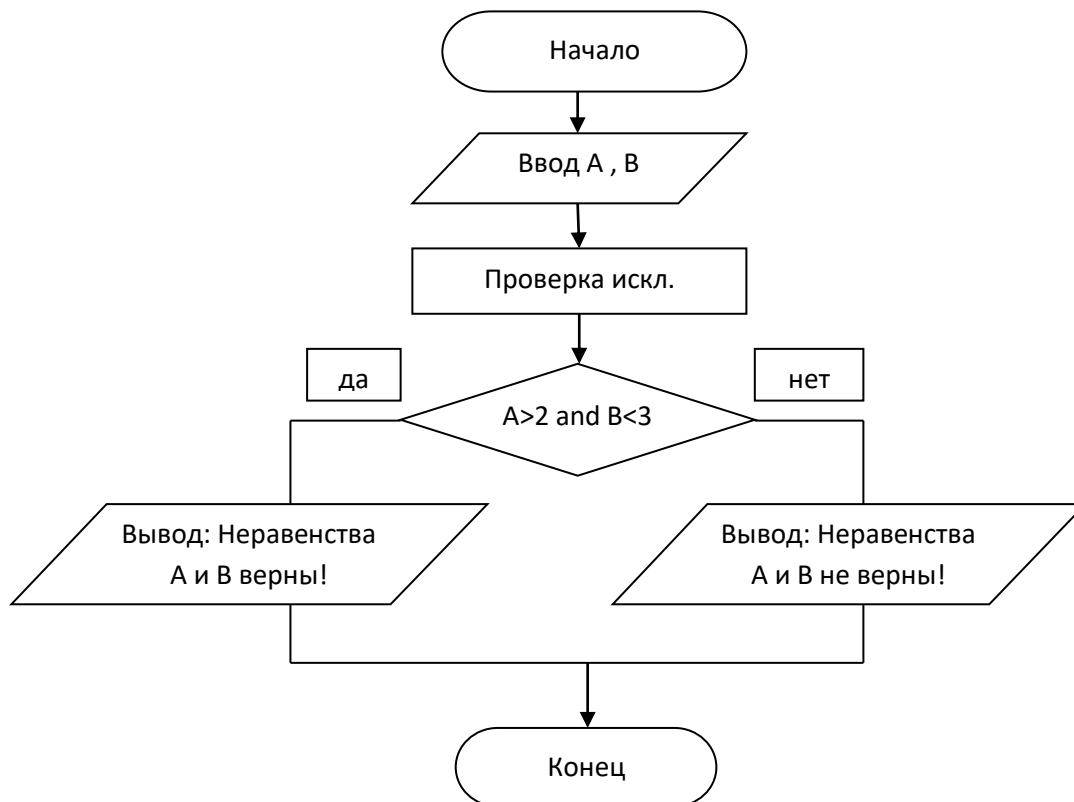 Начало
Ввод A , B
Проверка искл.
да
нет
A>2 and B<3
Вывод: Неравенства
А и В верны!
Вывод: Неравенства
А и В не верны!
Конец